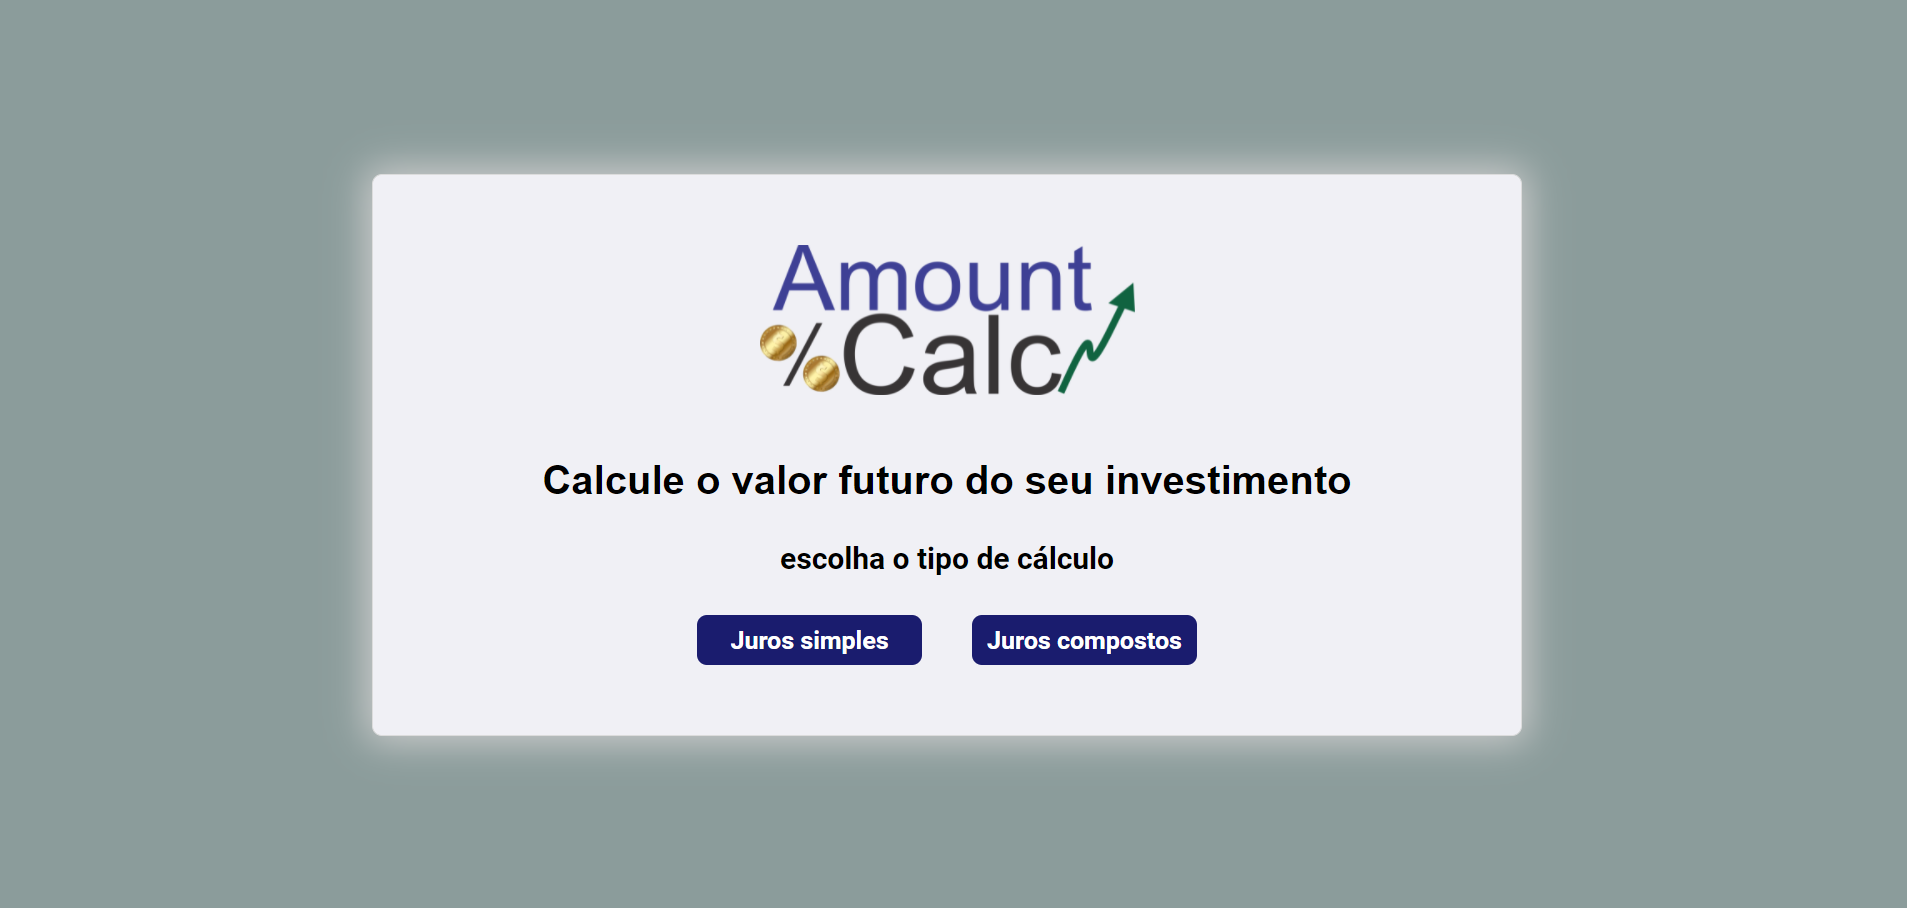 Amount
%Calc
Calcule o valor futuro do seu investimento
escolha o tipo de cálculo
Juros simples
Juros compostos